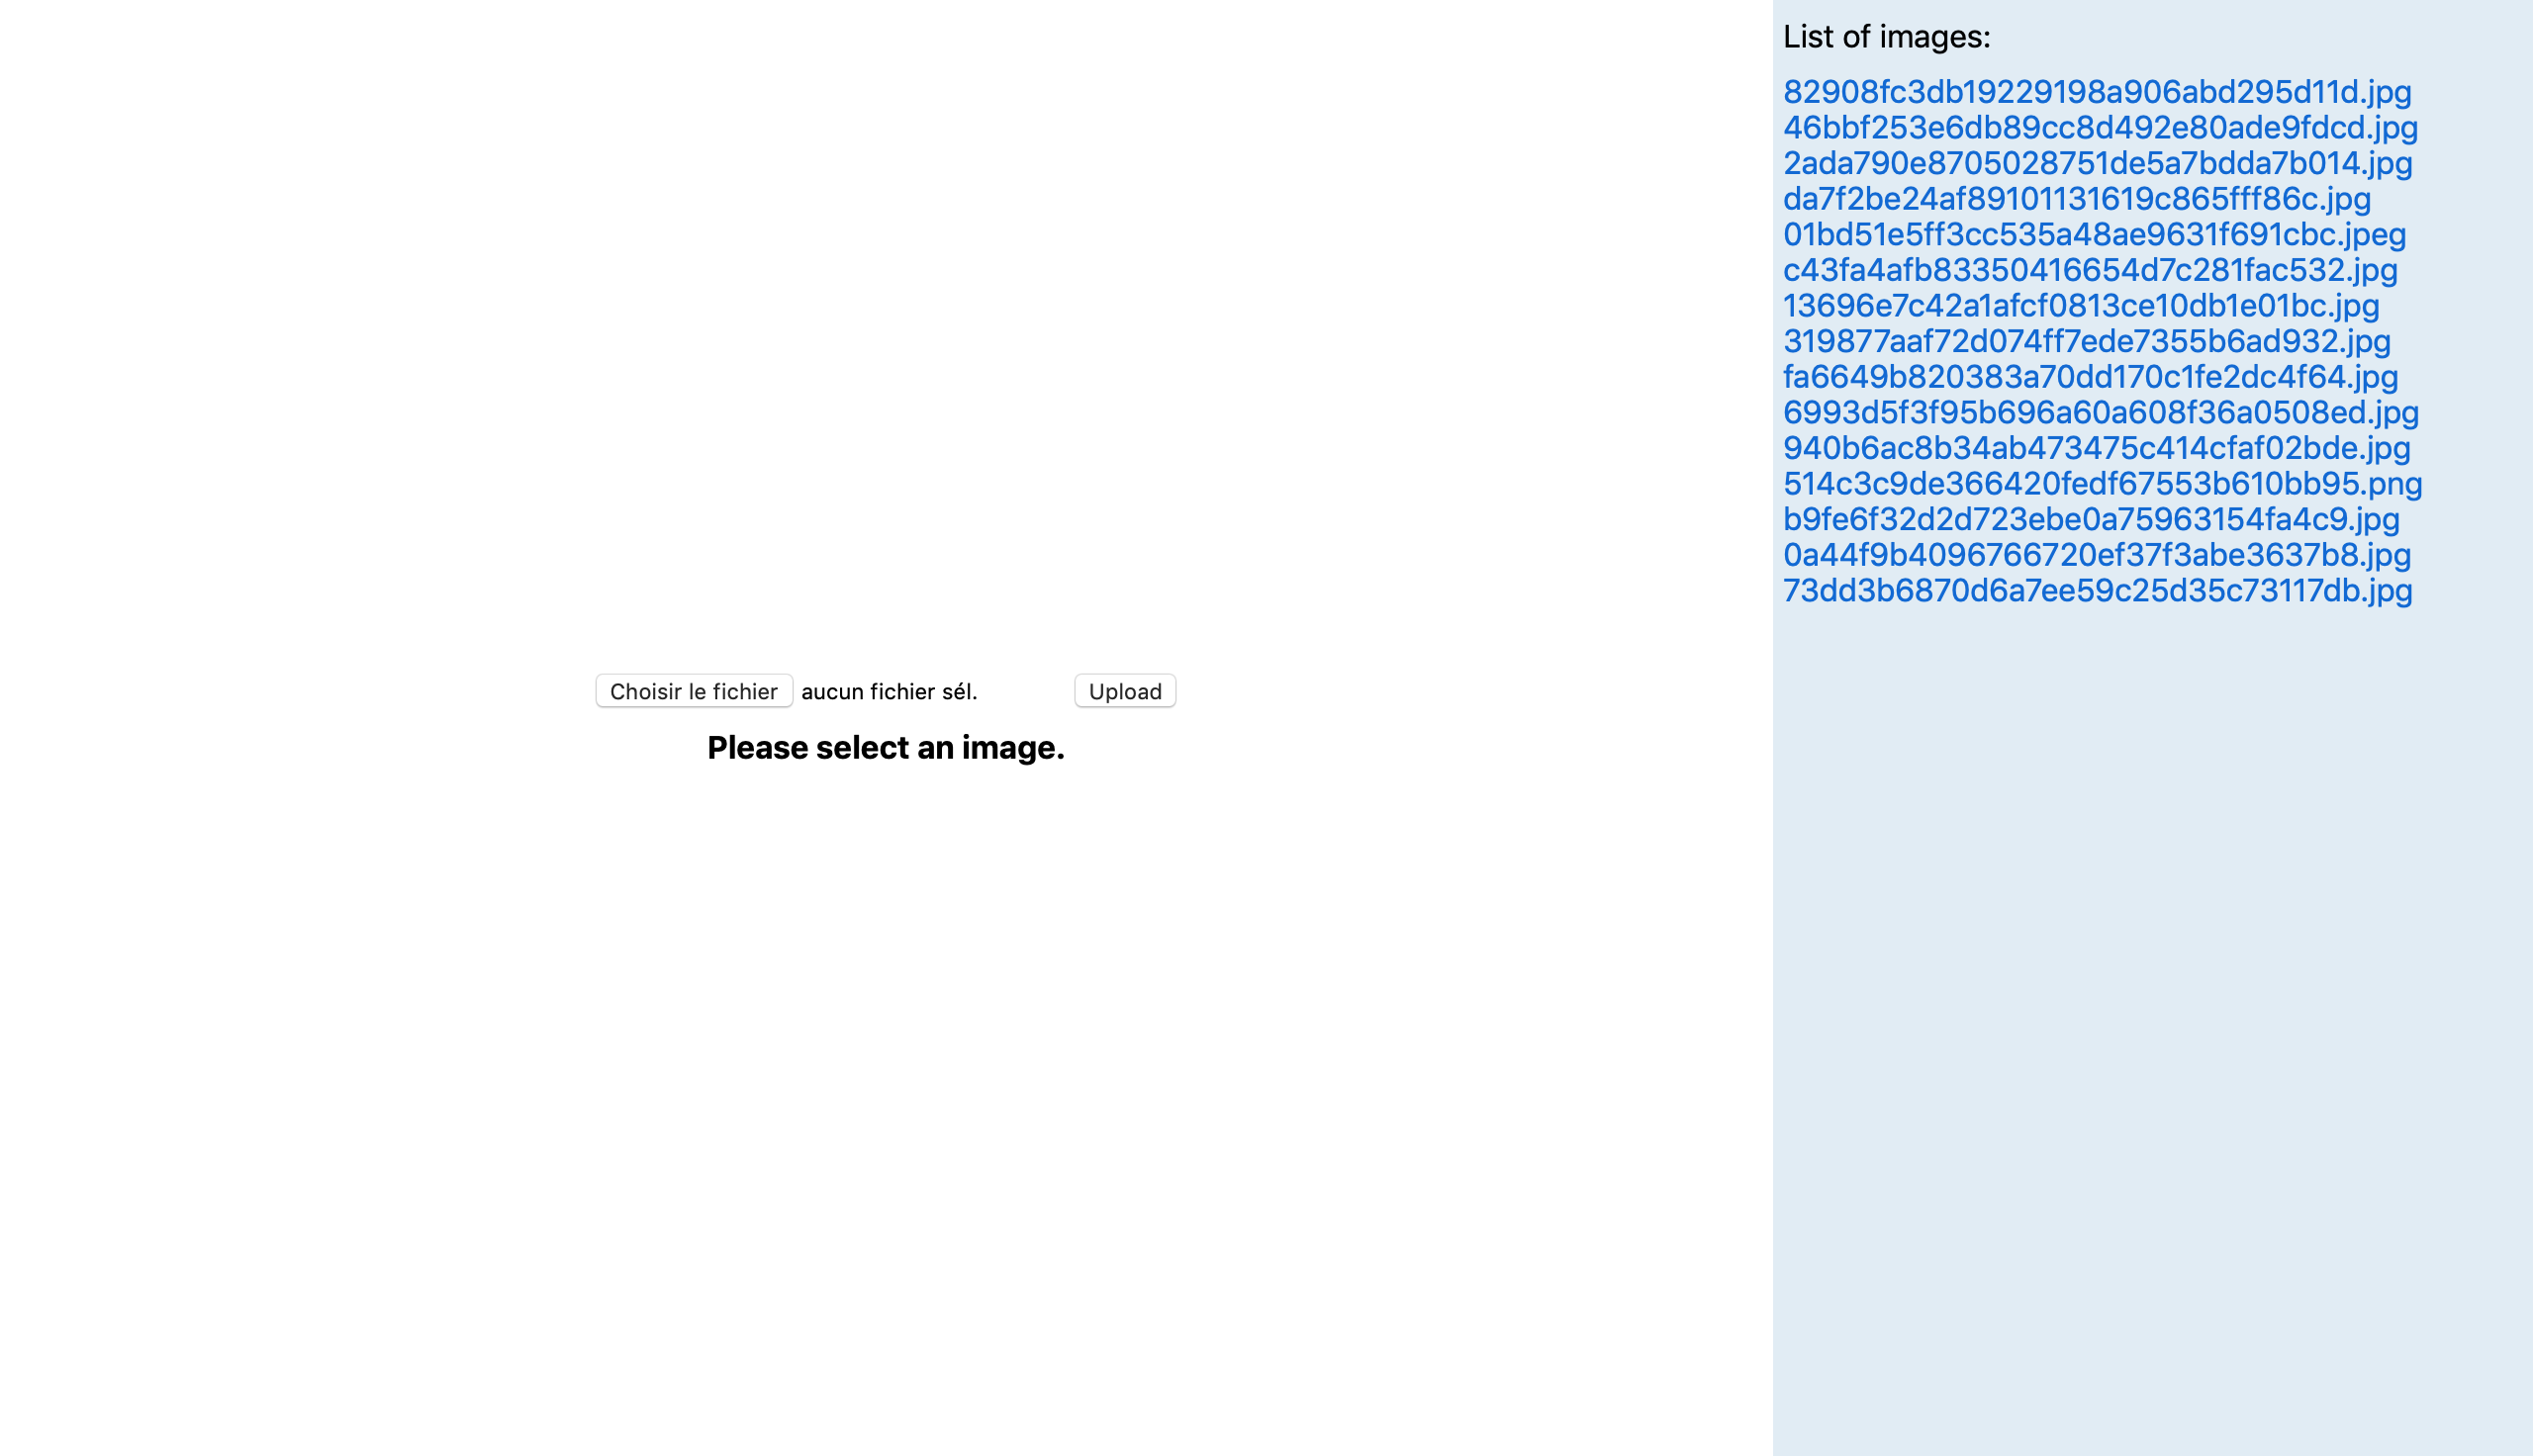 List of images:
82908fc3db19229198a906abd295d11d.jpg
46bbf253e6db89cc8d492e80ade9fdcd.jpg
2ada790e8705028751de5a7bdda7b014.jpg
da7f2be24af89101131619c865fff86c.jpg
01bd51e5ff3cc535a48ae9631f691cbc.jpeg
c43fa4afb83350416654d7c281fac532.jpg
13696e7c42a1afcf0813ce10db1e01bc.jpg
319877aaf72d074ff7ede7355b6ad932.jpg
fa6649b820383a70dd170c1fe2dc4f64.jpg
6993d5f3f95b696a60a608f36a0508ed.jpg
940b6ac8b34ab473475c414cfaf02bde.jpg
514c3c9de366420fedf67553b610bb95.png
b9fe6f32d2d723ebe0a75963154fa4c9.jpg
0a44f9b4096766720ef37f3abe3637b8.jpg
73dd3b6870d6a7ee59c25d35c73117db.jpg
Choisir le fichier aucun fichier sél. Upload
Please select an image.